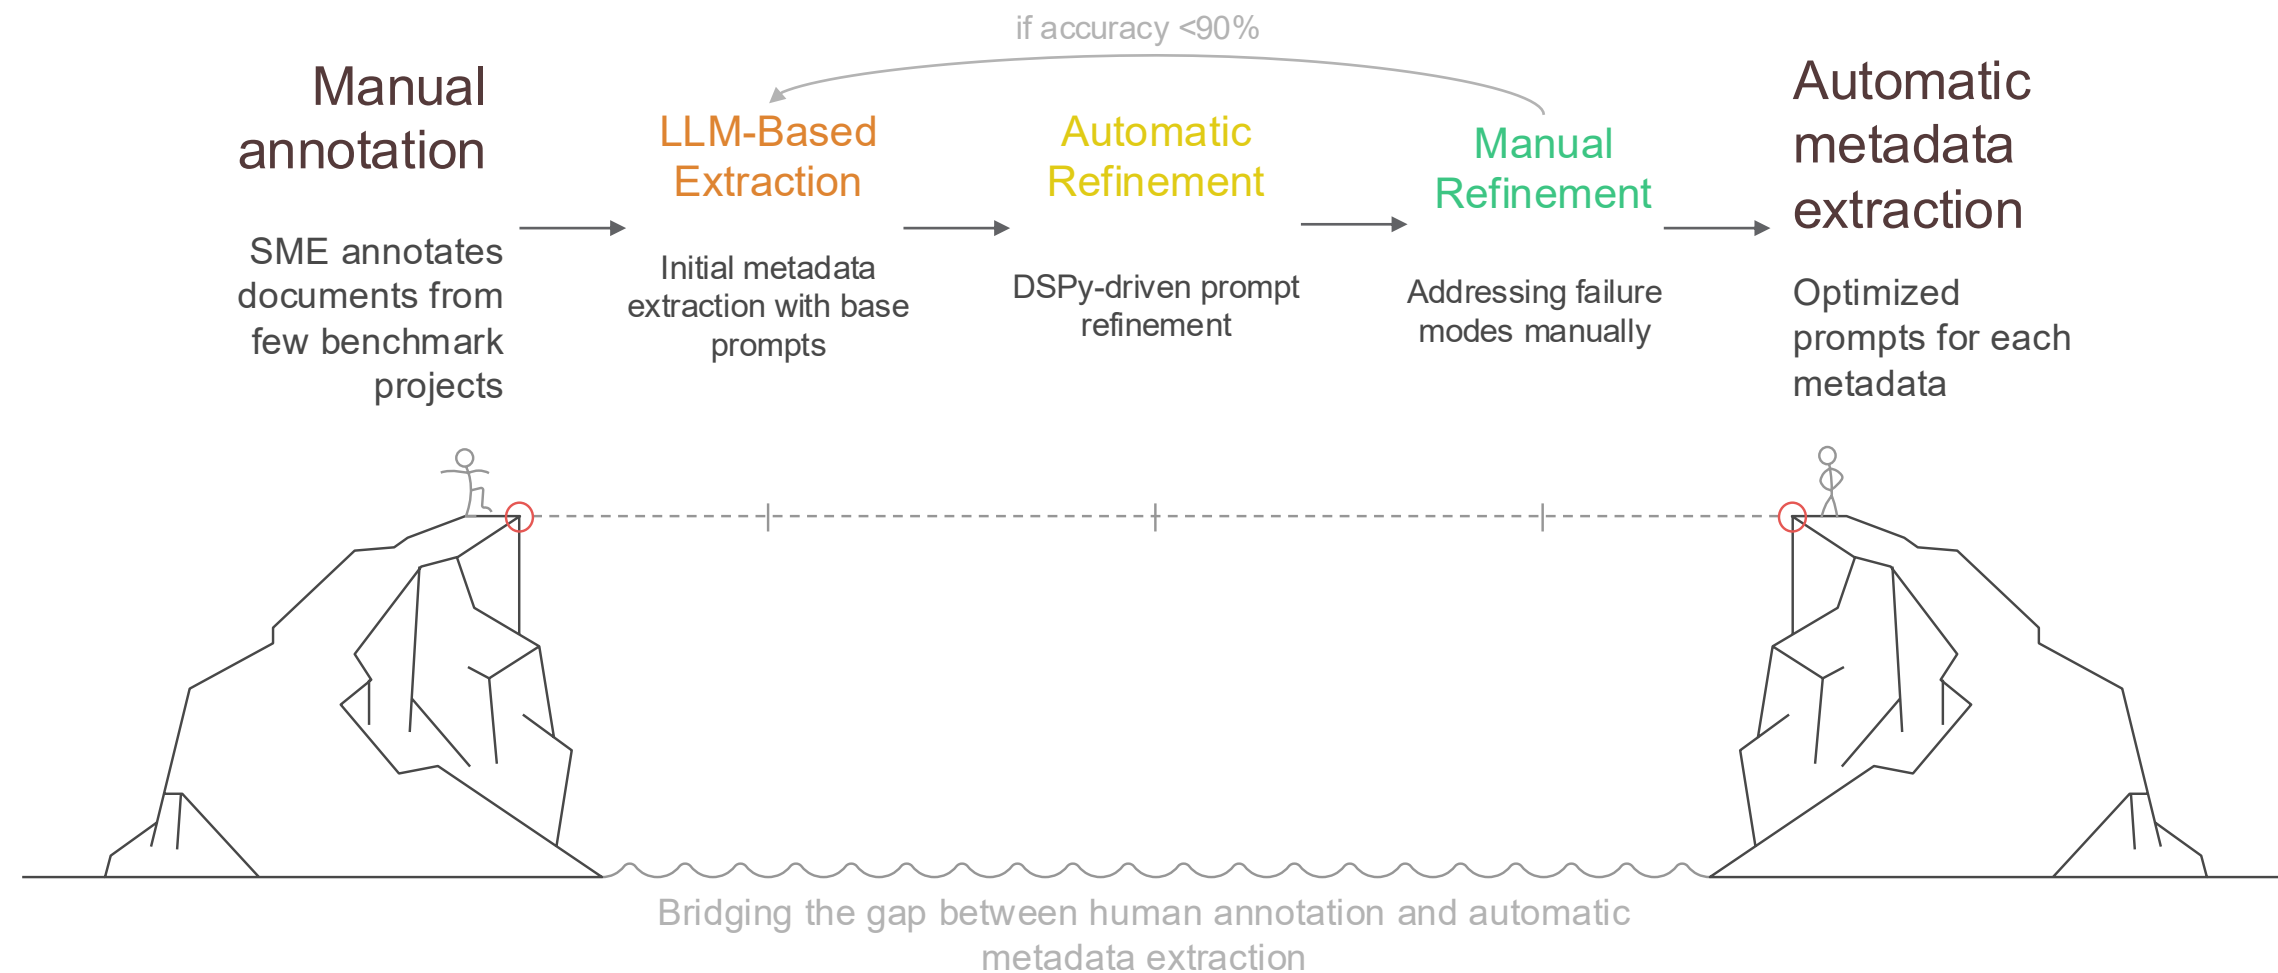 if accuracy <90%
Manual
annotation
SME annotates
documents from
few benchmark
projects
LLM-Based
Extraction
Initial metadata
extraction with base
prompts
Automatic
Refinement
DSPy-driven prompt
refinement
Manual
Refinement
Addressing failure
modes manually
Automatic
metadata
extraction
Optimized
prompts for each
metadata
Bridging the gap between human annotation and automatic
metadata extraction